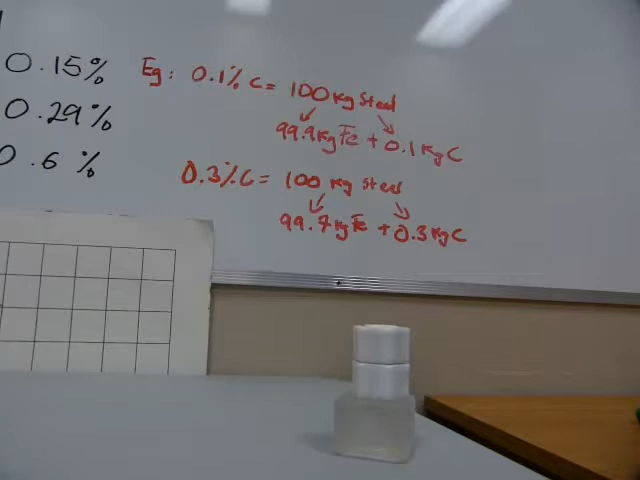 0.15%
0.29%
0.6 %
Eg: 0.1% C = 100 kg Steel
99.9 kg Fe + 0.1 kg C
0.3% C = 100 kg steel
99.7 kg Fe + 0.3 kg C